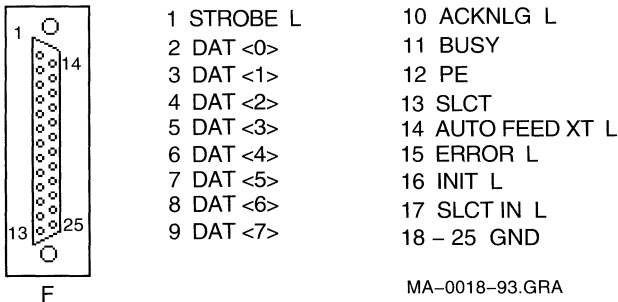 1
14
13
25
F
1 STROBE L
2 DAT <0>
3 DAT <1>
4 DAT <2>
5 DAT <3>
6 DAT <4>
7 DAT <5>
8 DAT <6>
9 DAT <7>
10 ACKNLG L
11 BUSY
12 PE
13 SLCT
14 AUTO FEED XT L
15 ERROR L
16 INIT L
17 SLCT IN L
18 – 25 GND
MA–0018–93.GRA